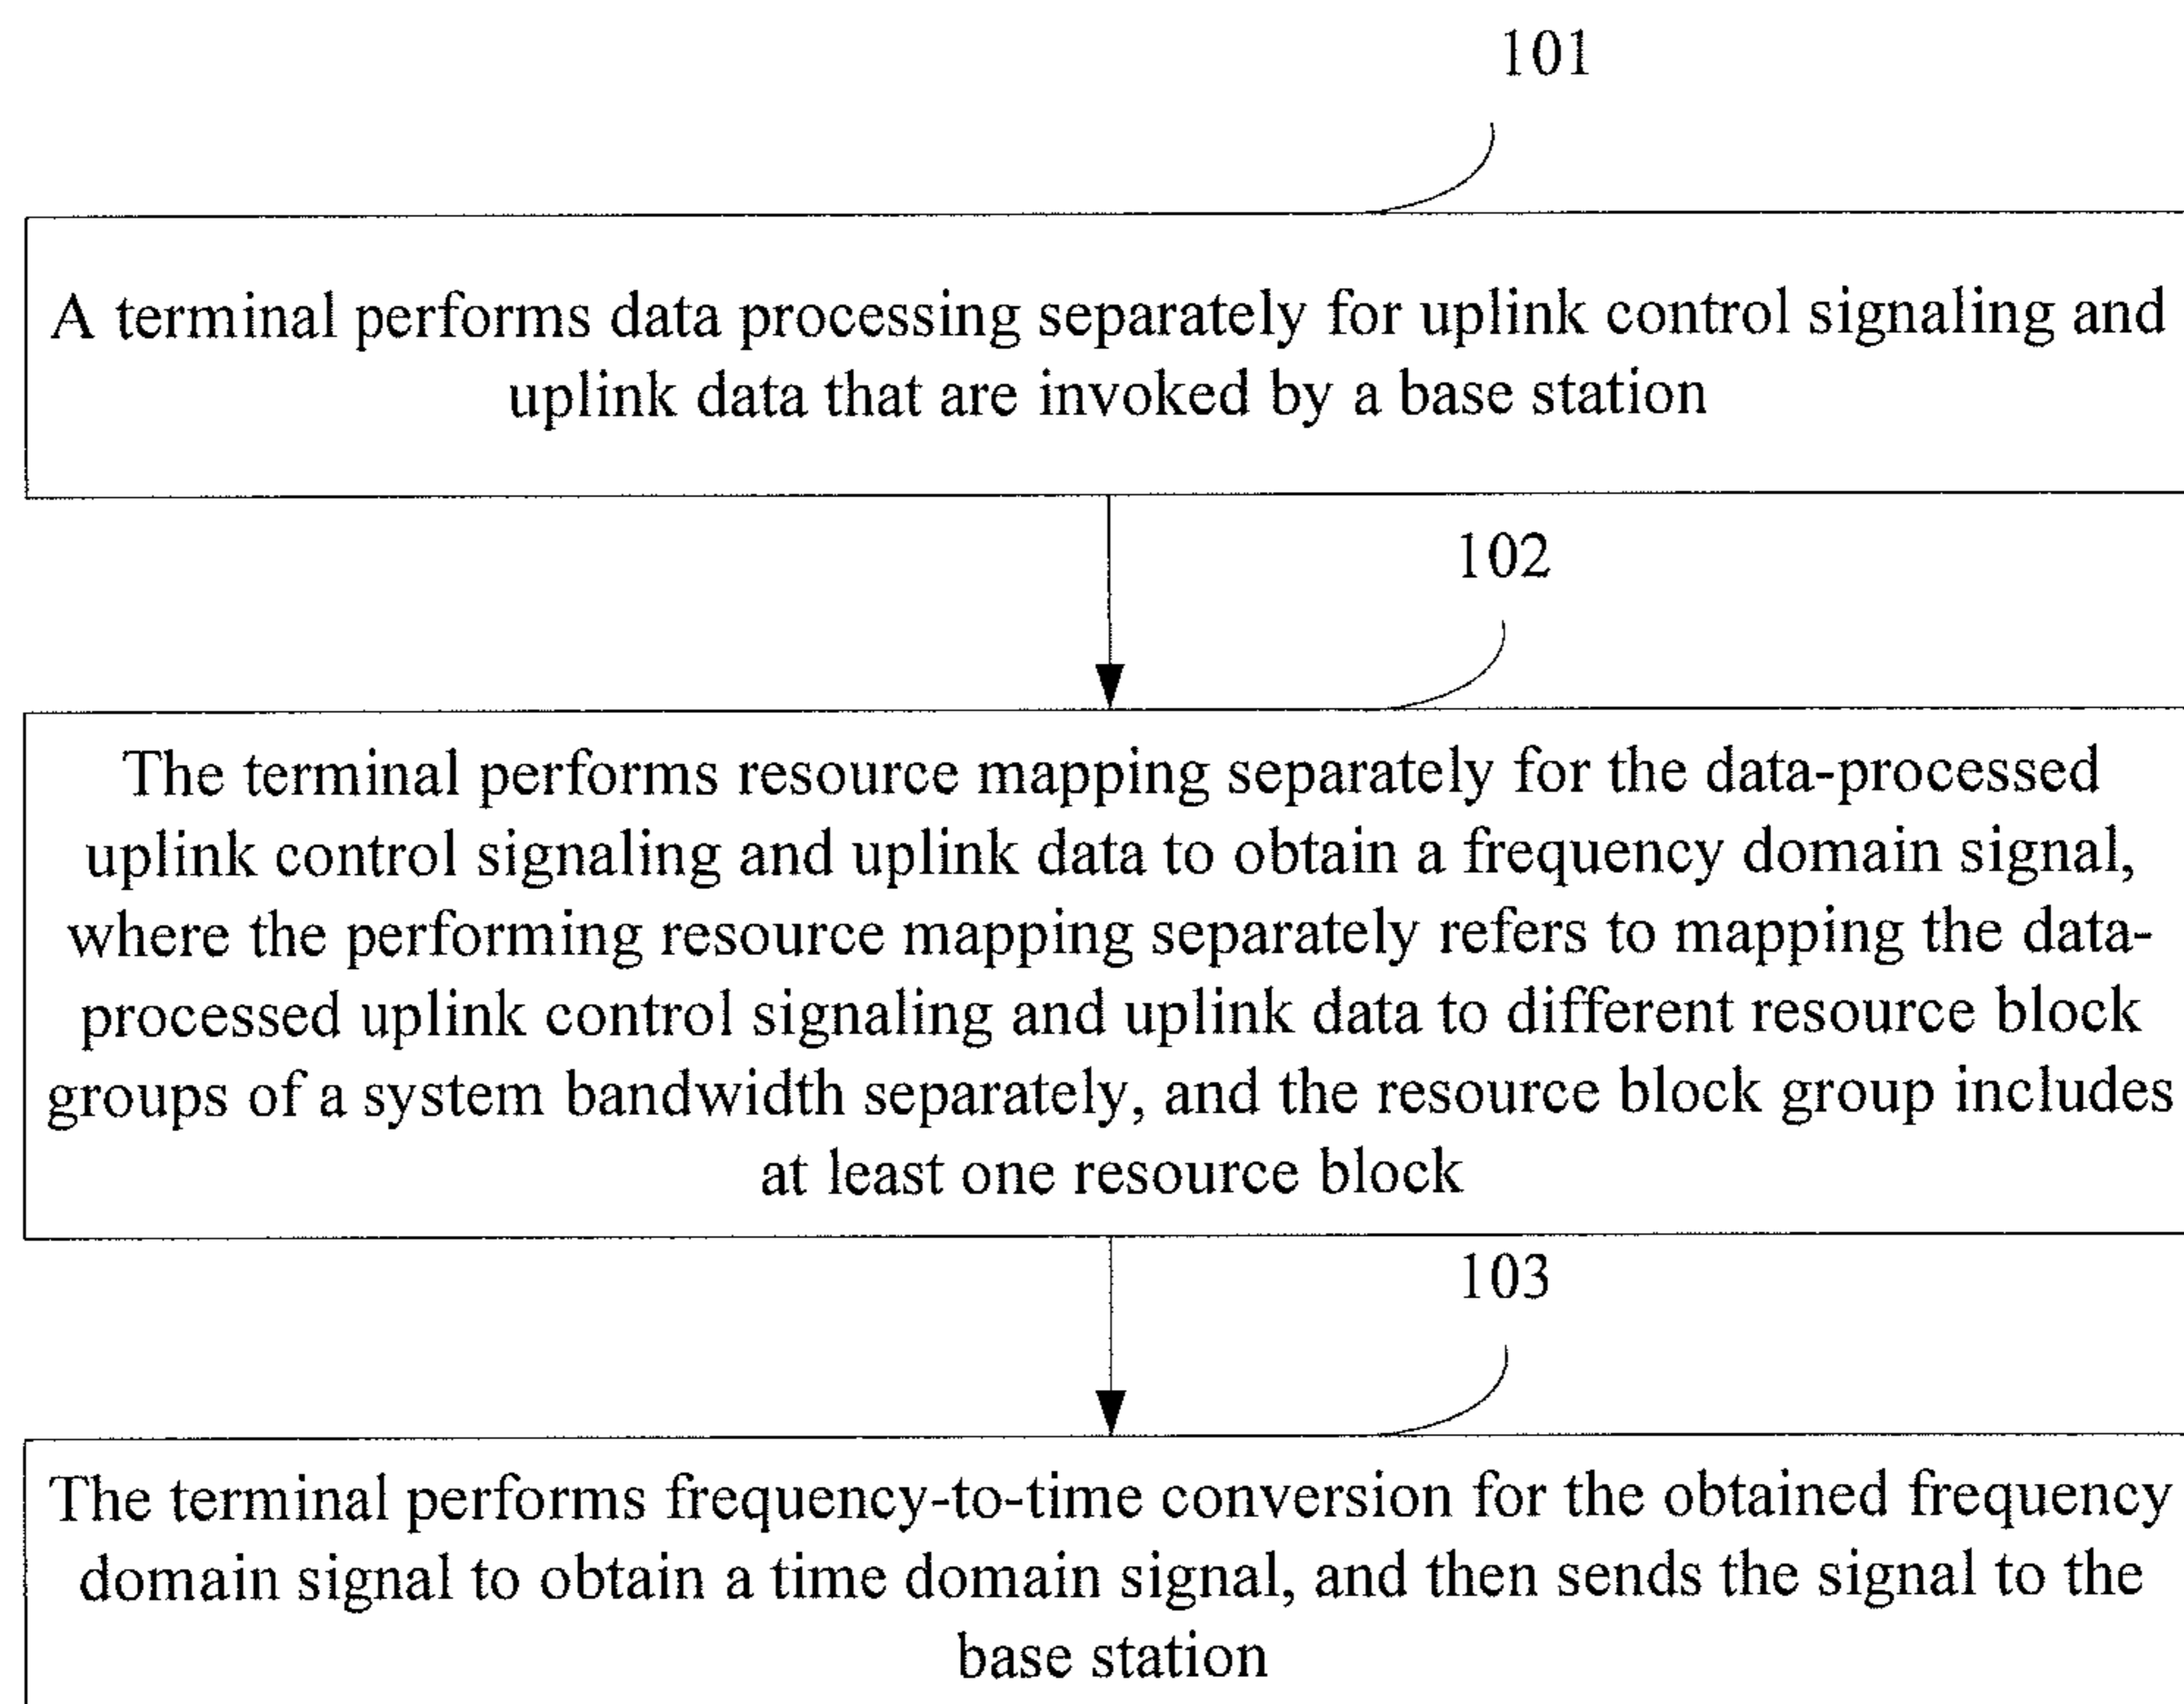 101
A terminal performs data processing separately for uplink control signaling and
uplink data that are invoked by a base station
102
The terminal performs resource mapping separately for the data-processed
uplink control signaling and uplink data to obtain a frequency domain signal,
where the performing resource mapping separately refers to mapping the data-
processed uplink control signaling and uplink data to different resource block
groups of a system bandwidth separately, and the resource block group includes
at least one resource block
103
The terminal performs frequency-to-time conversion for the obtained frequency
domain signal to obtain a time domain signal, and then sends the signal to the
base station